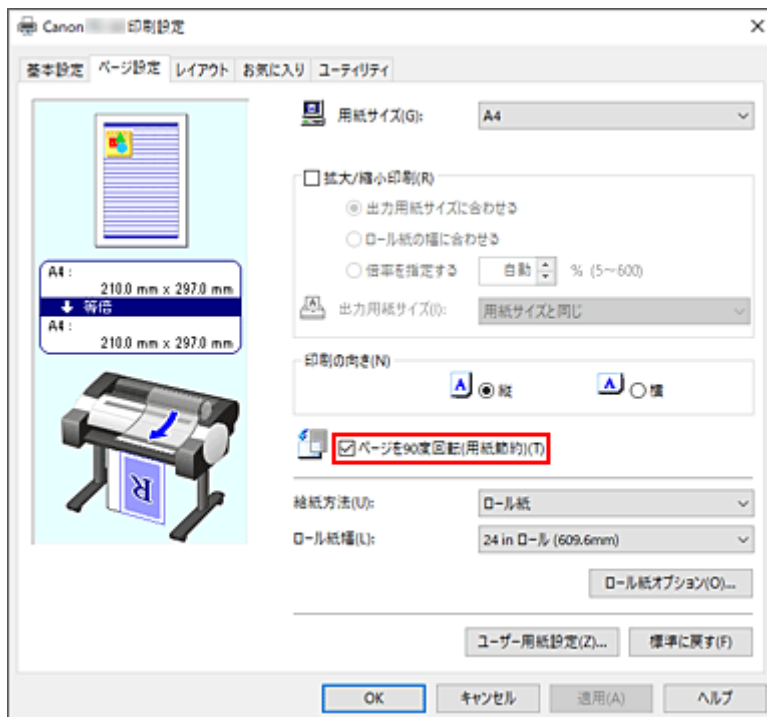 Canon 印刷設定
基本設定 ページ設定 レイアウト お気に入り ユーティリティ
用紙サイズ(G): A4
拡大/縮小印刷(R)
出力用紙サイズに合わせる
ロール紙の幅に合わせる
倍率を指定する 自動 % (5～600)
出力用紙サイズ(I): 用紙サイズと同じ
A4 :
210.0 mm x 297.0 mm
等倍
A4 :
210.0 mm x 297.0 mm
印刷の向き(N)
A 縦 A 横
ページを90度回転(用紙節約)(T)
R
給紙方法(U): ロール紙
ロール紙幅(L): 24 in ロール (609.6mm)
ロール紙オプション(O)...
ユーザー用紙設定(Z)... 標準に戻す(F)
OK キャンセル 適用(A) ヘルプ